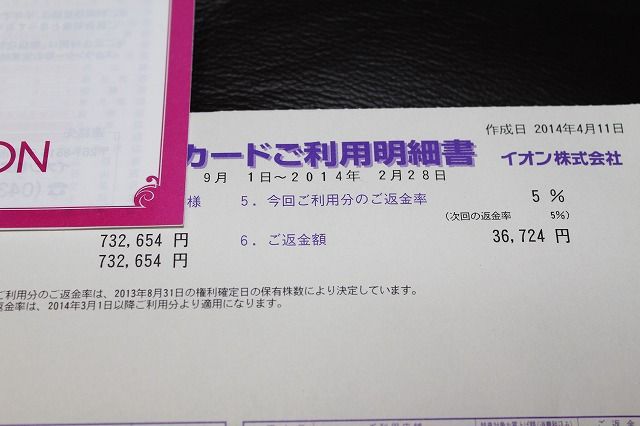 ON
作成日 2014年4月11日
カードご利用明細書 イオン株式会社
9月 1日～2014年 2月28日
様 5. 今回ご利用分のご返金率 5 %
(次回の返金率 5%)
732,654 円 6. ご返金額 36,724 円
732,654 円
ご利用分のご返金率は、2013年8月31日の権利確定日の保有株数により決定しています。
返金率は、2014年3月1日以降ご利用分より適用になります。